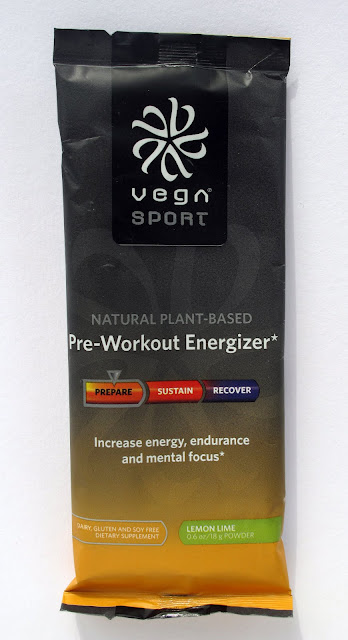 vega®
SPORT
NATURAL PLANT-BASED
Pre-Workout Energizer*
PREPARE SUSTAIN RECOVER
Increase energy, endurance
and mental focus*
DAIRY, GLUTEN AND SOY FREE
DIETARY SUPPLEMENT
LEMON LIME
0.6 oz/18 g POWDER